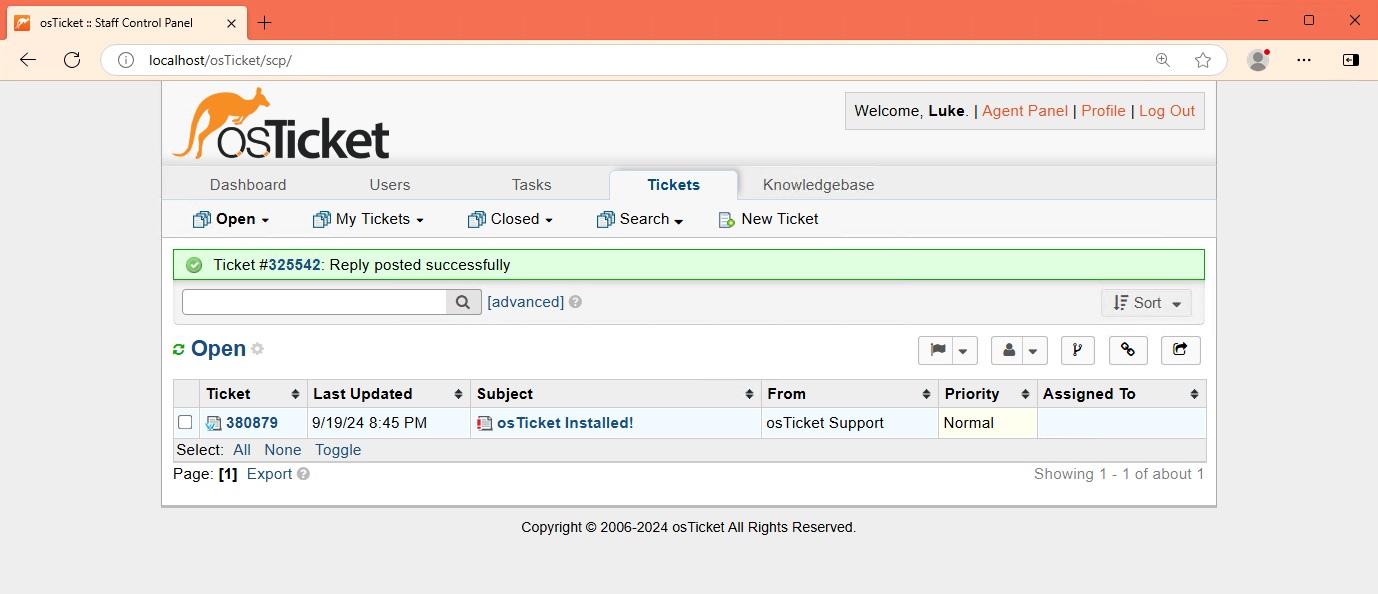 osTicket :: Staff Control Panel
localhost/osTicket/scp/
osTicket
Welcome, Luke. | Agent Panel | Profile | Log Out
Dashboard Users Tasks Tickets Knowledgebase
Open My Tickets Closed Search New Ticket
Ticket #325542: Reply posted successfully
[advanced] ? Sort
Open
Ticket Last Updated Subject From Priority Assigned To
380879 9/19/24 8:45 PM osTicket Installed! osTicket Support Normal
Select: All None Toggle
Page: [1] Export ? Showing 1 - 1 of about 1
Copyright © 2006-2024 osTicket All Rights Reserved.